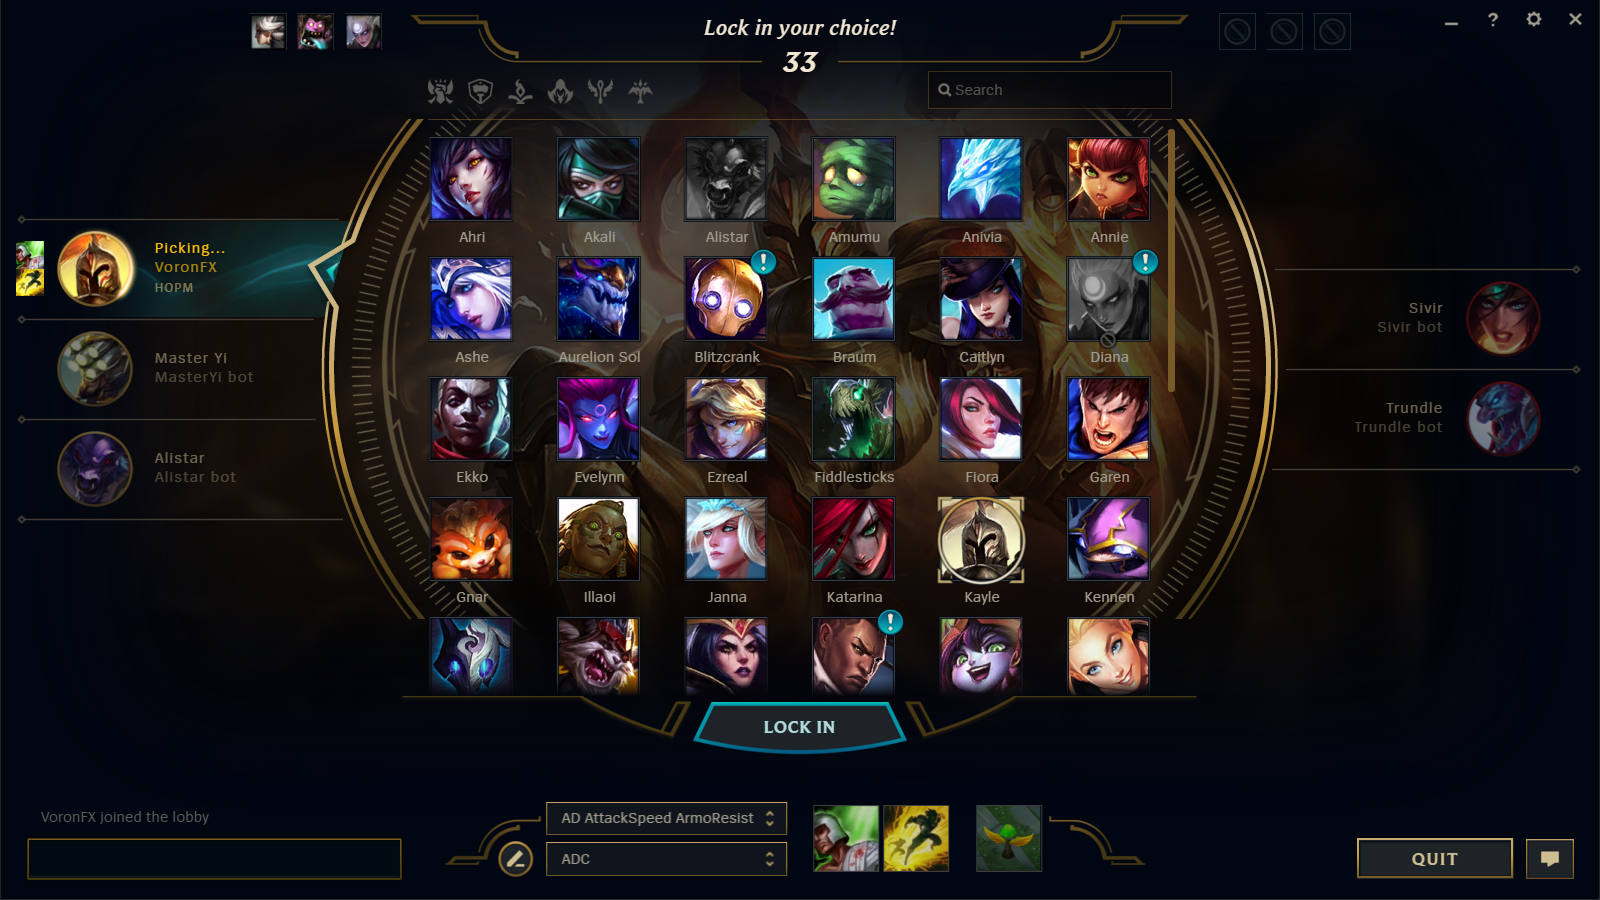 Lock in your choice!
33
?
Search
Ahri
Akali
Alistar
Amumu
Anivia
Annie
!
!
Ashe
Aurelion Sol
Blitzcrank
Braum
Caitlyn
Diana
Ekko
Evelynn
Ezreal
Fiddlesticks
Fiora
Garen
Gnar
Illaoi
Janna
Katarina
Kayle
Kennen
!
Picking...
VoronFX
HOPM
Master Yi
MasterYi bot
Alistar
Alistar bot
Sivir
Sivir bot
Trundle
Trundle bot
LOCK IN
VoronFX joined the lobby
AD AttackSpeed ArmoResist
ADC
QUIT